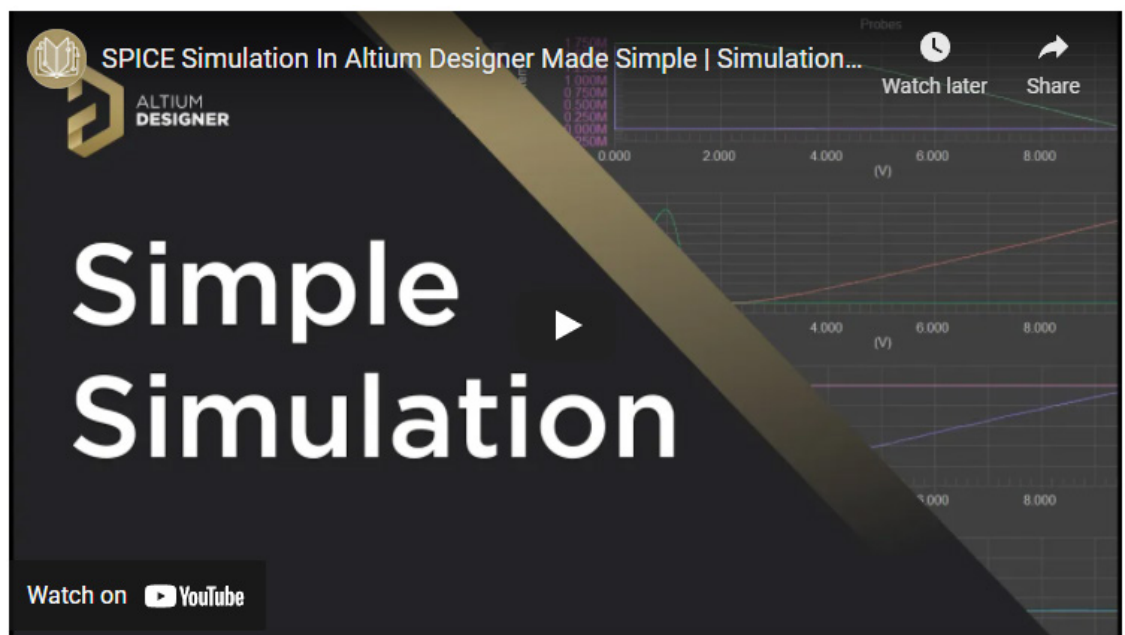 SPICE Simulation In Altium Designer Made Simple | Simulation...
Watch later
Share
ALTIUM
DESIGNER
Simple
Simulation
Probes
1.750M
1.000M
0.750M
0.500M
0.250M
0.000M
0.000 2.000 4.000 6.000 8.000
(V)
4.000 6.000 8.000
(V)
8.000
Watch on YouTube